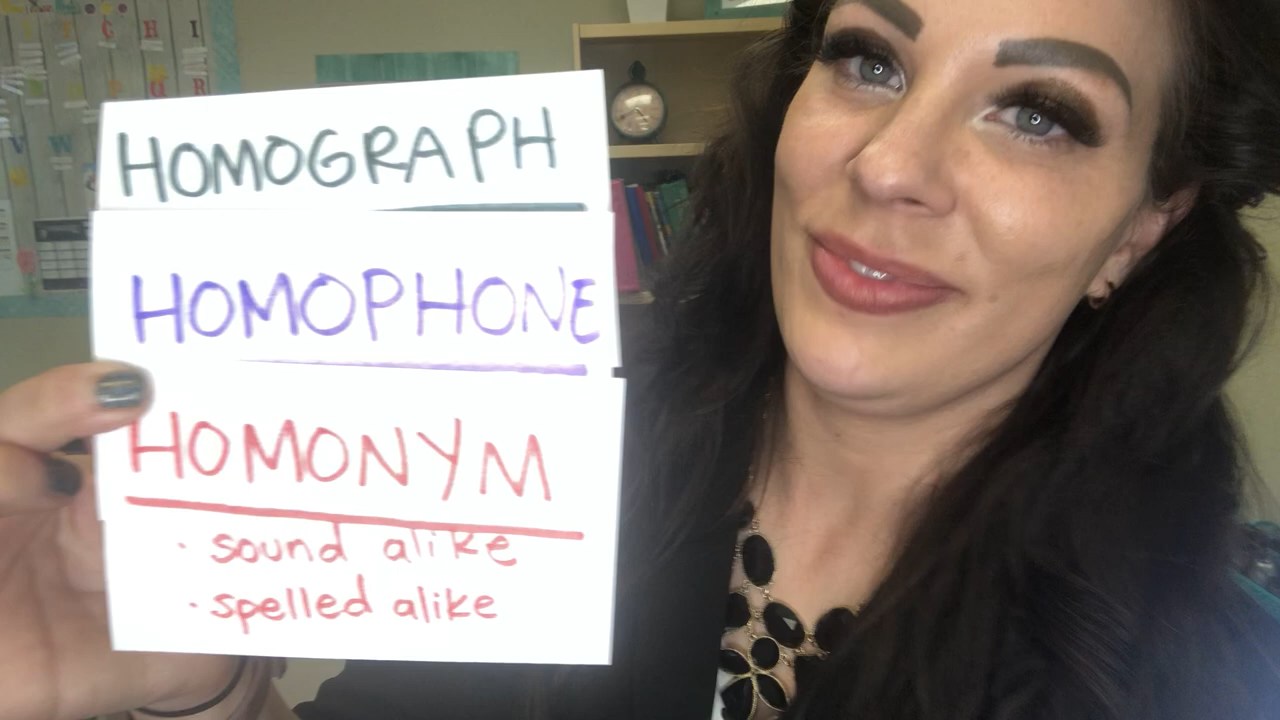 HOMOGRAPH
HOMOPHONE
HOMONYM
· sound alike
· spelled alike